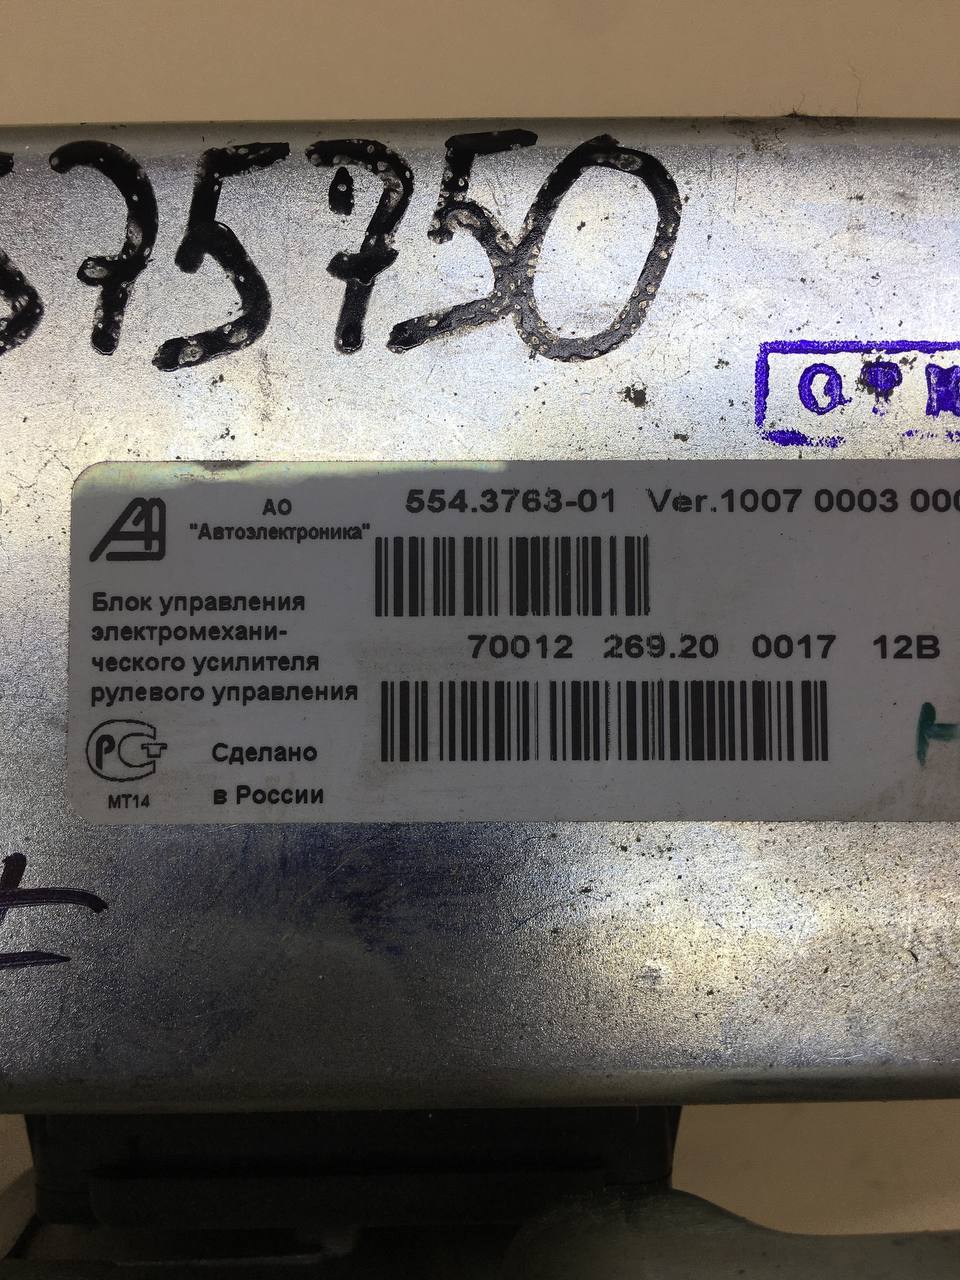 575750
АО
"Автоэлектроника"
554.3763-01 Ver.1007 0003 000
Блок управления
электромехани-
ческого усилителя
рулевого управления
70012 269.20 0017 12В
РСТ
МТ14
Сделано
в России